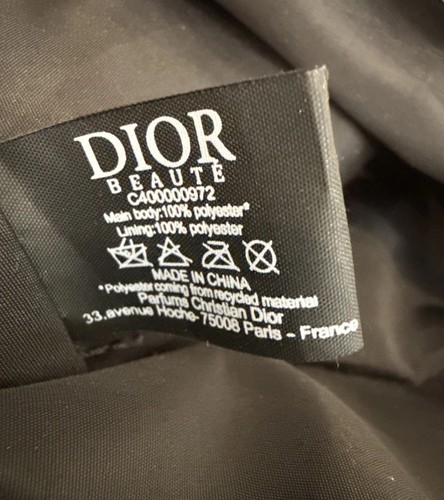 DIOR
BEAUTÉ
C400000972
Main body:100% polyester*
Lining:100% polyester
MADE IN CHINA
*Polyester coming from recycled material
Parfums Christian Dior
33,avenue Hoche-75008 Paris - France